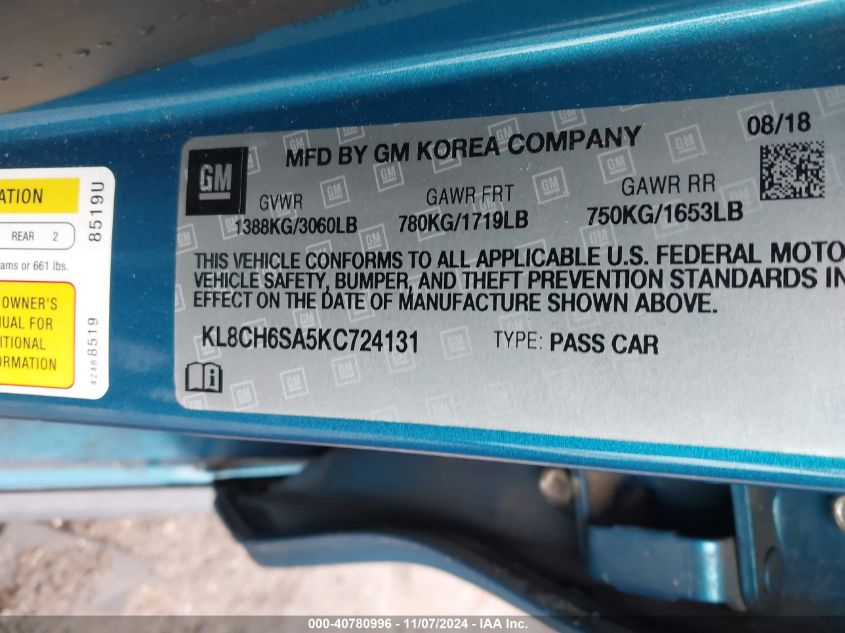 MFD BY GM KOREA COMPANY
08/18
GM
GVWR
1388KG/3060LB
GAWR FRT
780KG/1719LB
GAWR RR
750KG/1653LB
THIS VEHICLE CONFORMS TO ALL APPLICABLE U.S. FEDERAL MOTO
VEHICLE SAFETY, BUMPER, AND THEFT PREVENTION STANDARDS IN
EFFECT ON THE DATE OF MANUFACTURE SHOWN ABOVE.
KL8CH6SA5KC724131
TYPE: PASS CAR
ATION
REAR 2
ams or 661 lbs.
OWNER'S
UAL FOR
ITIONAL
ORMATION
8519U
42468519
000-40780996 - 11/07/2024 - IAA Inc.